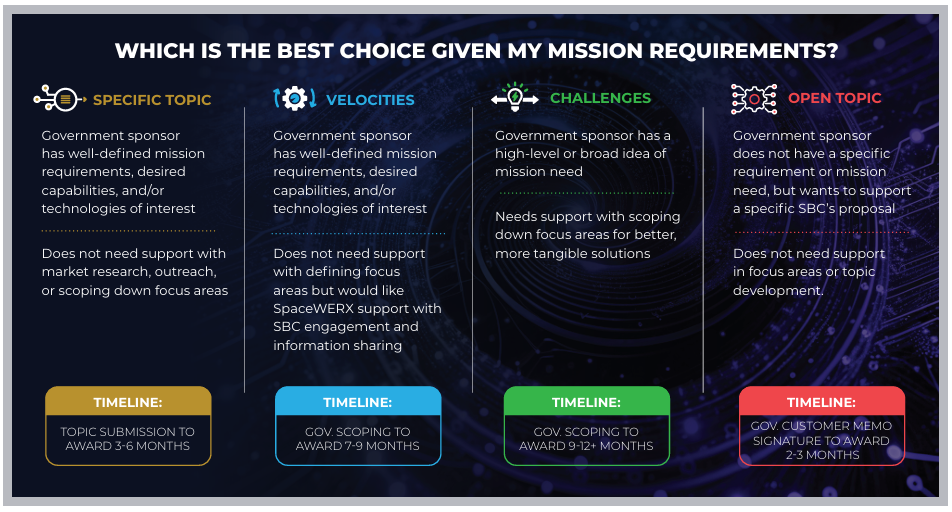 WHICH IS THE BEST CHOICE GIVEN MY MISSION REQUIREMENTS?
SPECIFIC TOPIC
Government sponsor
has well-defined mission
requirements, desired
capabilities, and/or
technologies of interest
Does not need support with
market research, outreach,
or scoping down focus areas
TIMELINE:
TOPIC SUBMISSION TO
AWARD 3-6 MONTHS
VELOCITIES
Government sponsor
has well-defined mission
requirements, desired
capabilities, and/or
technologies of interest
Does not need support
with defining focus
areas but would like
SpaceWERX support with
SBC engagement and
information sharing
TIMELINE:
GOV. SCOPING TO
AWARD 7-9 MONTHS
CHALLENGES
Government sponsor has a
high-level or broad idea of
mission need
Needs support with scoping
down focus areas for better,
more tangible solutions
TIMELINE:
GOV. SCOPING TO
AWARD 9-12+ MONTHS
OPEN TOPIC
Government sponsor
does not have a specific
requirement or mission
need, but wants to support
a specific SBC's proposal
Does not need support
in focus areas or topic
development.
TIMELINE:
GOV. CUSTOMER MEMO
SIGNATURE TO AWARD
2-3 MONTHS